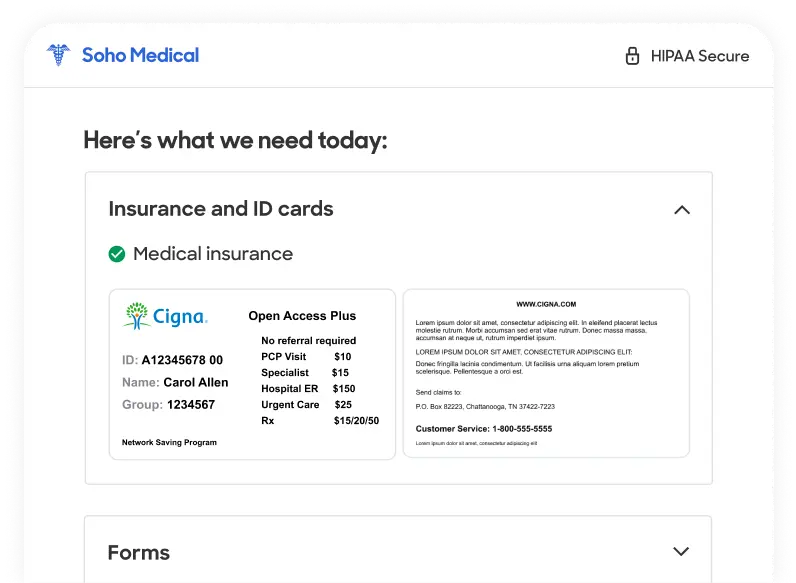 Soho Medical
HIPAA Secure
Here's what we need today:
Insurance and ID cards
Medical insurance
Cigna.
Open Access Plus
No referral required
PCP Visit $10
Specialist $15
Hospital ER $150
Urgent Care $25
Rx $15/20/50
ID: A12345678 00
Name: Carol Allen
Group: 1234567
Network Saving Program
WWW.CIGNA.COM
Lorem ipsum dolor sit amet, consectetur adipiscing elit. In eleifend placerat lectus
molestie rutrum. Morbi accumsan sed erat vitae rutrum. Donec massa massa,
accumsan at neque ut, rutrum imperdiet ipsum.
LOREM IPSUM DOLOR SIT AMET, CONSECTETUR ADIPISCING ELIT:
Donec fringilla lacinia condimentum. Ut facilisis urna aliquam lorem pretium
scelerisque. Pellentesque a orci est.
Send claims to:
P.O. Box 82223, Chattanooga, TN 37422-7223
Customer Service: 1-800-555-5555
Lorem ipsum dolor sit amet, consectetur adipiscing elit
Forms